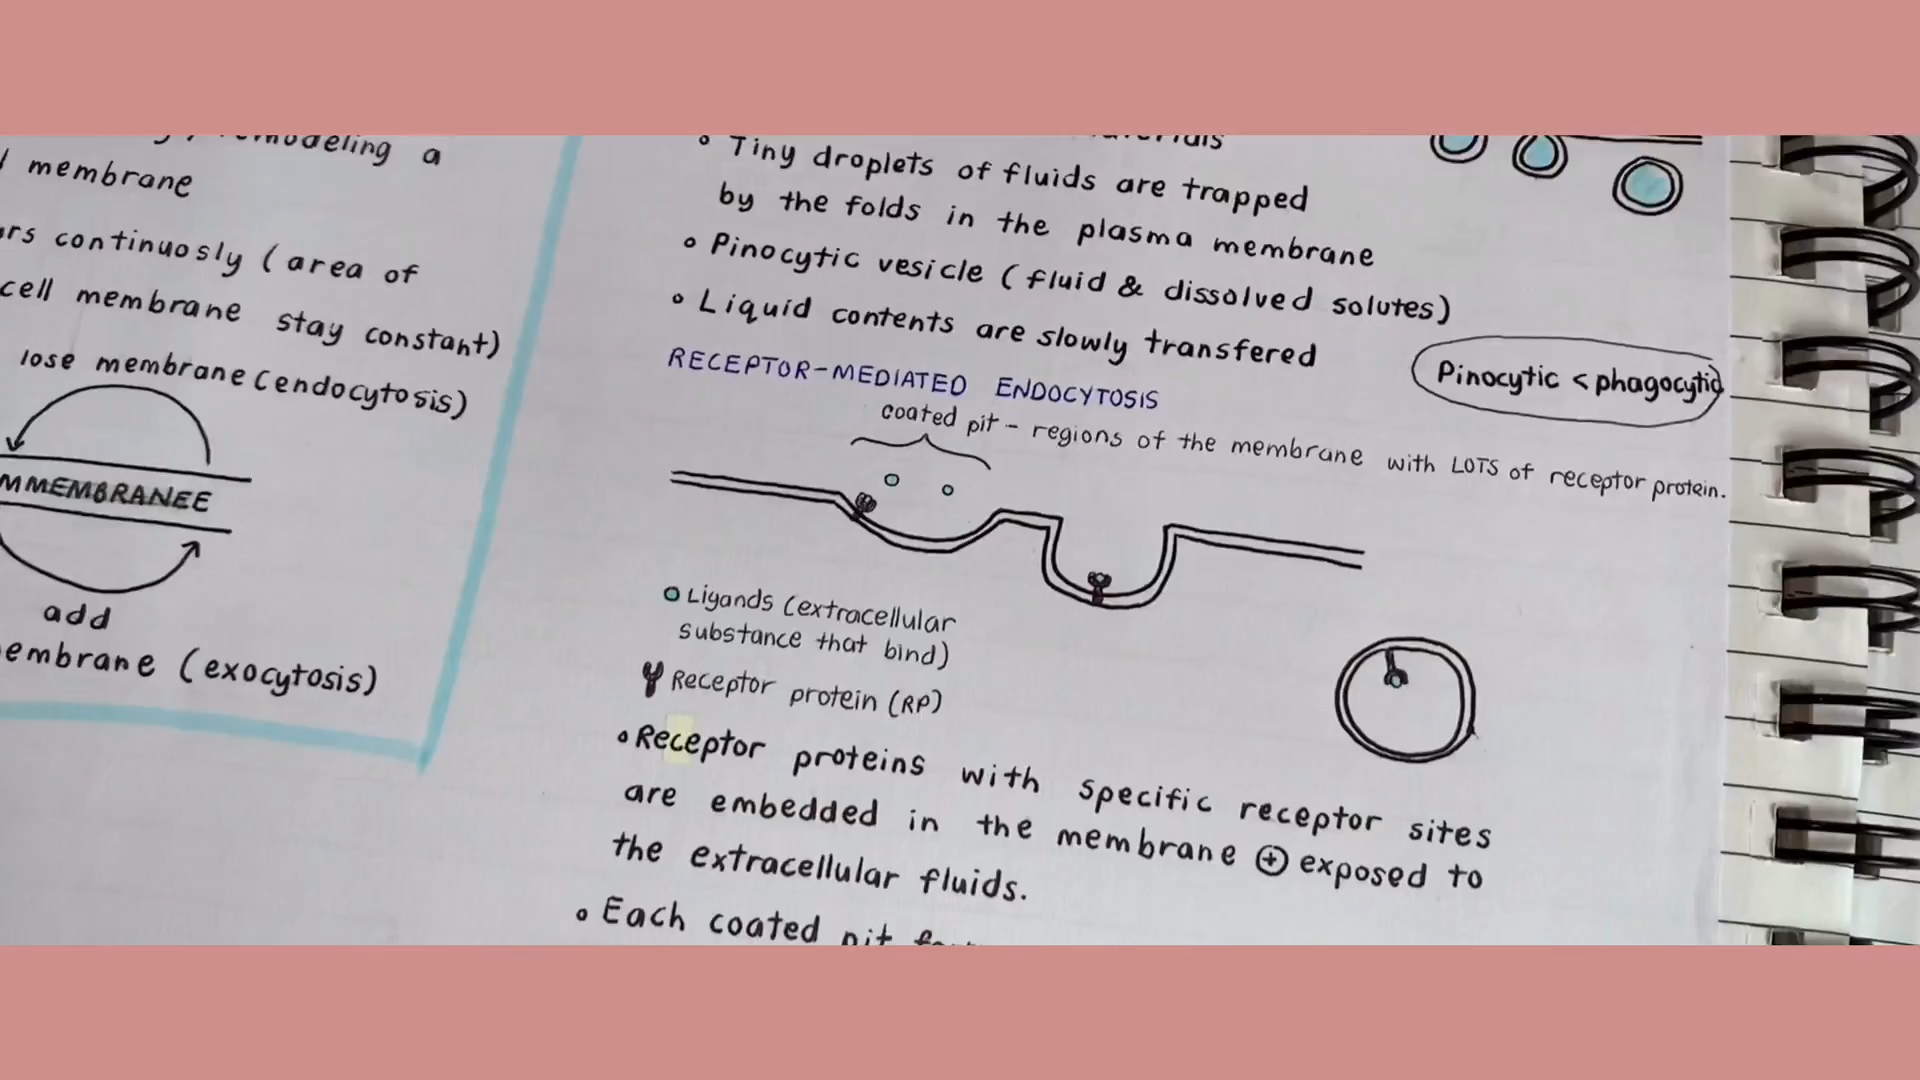 remodeling a
membrane
continuosly (area of
cell membrane stay constant)
lose membrane (endocytosis)
MMEMBRANEE
add
embrane (exocytosis)
Tiny droplets of fluids are trapped
by the folds in the plasma membrane
Pinocytic vesicle (fluid & dissolved solutes)
Liquid contents are slowly transfered
Pinocytic < phagocytic
RECEPTOR-MEDIATED ENDOCYTOSIS
coated pit - regions of the membrane with LOTS of receptor protein.
Ligands (extracellular
substance that bind)
Receptor protein (RP)
Receptor proteins with specific receptor sites
are embedded in the membrane ⊕ exposed to
the extracellular fluids.
Each coated pit